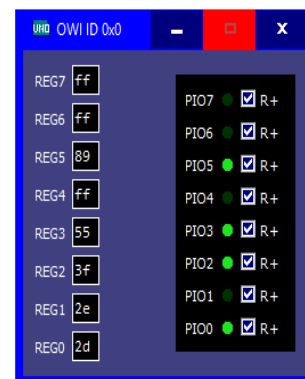 VMD OWI ID 0x0
REG7 ff
REG6 ff
REG5 89
REG4 ff
REG3 55
REG2 3f
REG1 2e
REG0 2d
PIO7 R+
PIO6 R+
PIO5 R+
PIO4 R+
PIO3 R+
PIO2 R+
PIO1 R+
PIO0 R+